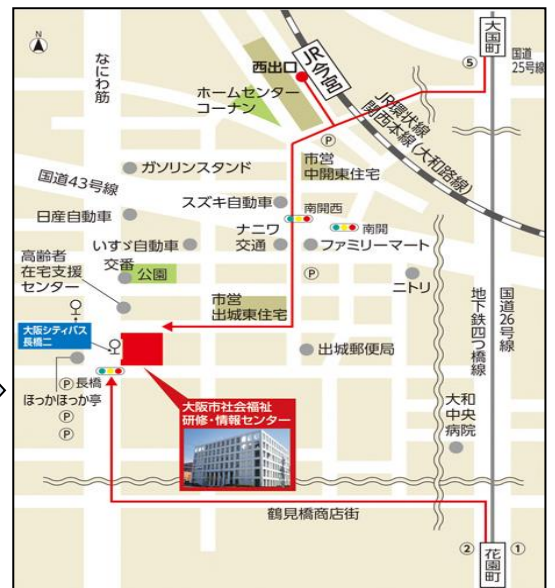 大国町
国道
25号線
⑤
N
なにわ筋
西出口
JR今宮
ホームセンター
コーナン
JR環状線
関西本線(大和路線)
Ⓟ
ガソリンスタンド
市営
中開東住宅
国道43号線
スズキ自動車
日産自動車
南開西
南開
いすゞ自動車
ナニワ
交通
ファミリーマート
高齢者
在宅支援
センター
交番
公園
Ⓟ
ニトリ
市営
出城東住宅
地下鉄四つ橋線
国道26号線
大阪シティバス
長橋二
出城郵便局
長橋
Ⓟ
ほっかほっか亭
Ⓟ
Ⓟ
大阪市社会福祉
研修・情報センター
大和
中央
病院
鶴見橋商店街
②
花園町
①